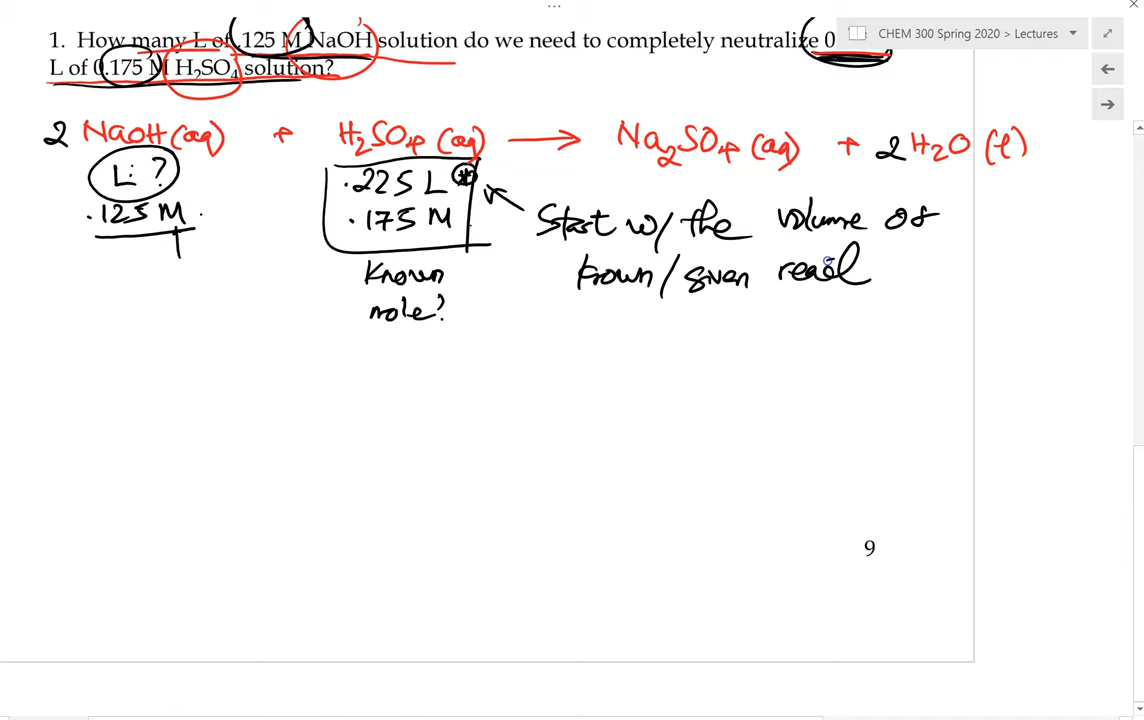 CHEM 300 Spring 2020 > Lectures
1. How many L of .125 M NaOH solution do we need to completely neutralize 0
L of 0.175 M H₂SO₄ solution?
2 NaOH (aq) + H₂SO₄ (aq) → Na₂SO₄ (aq) + 2 H₂O (l)
L: ? .225 L *
.125 M .175 M Start w/ the volume of
known known / given
mole?
9